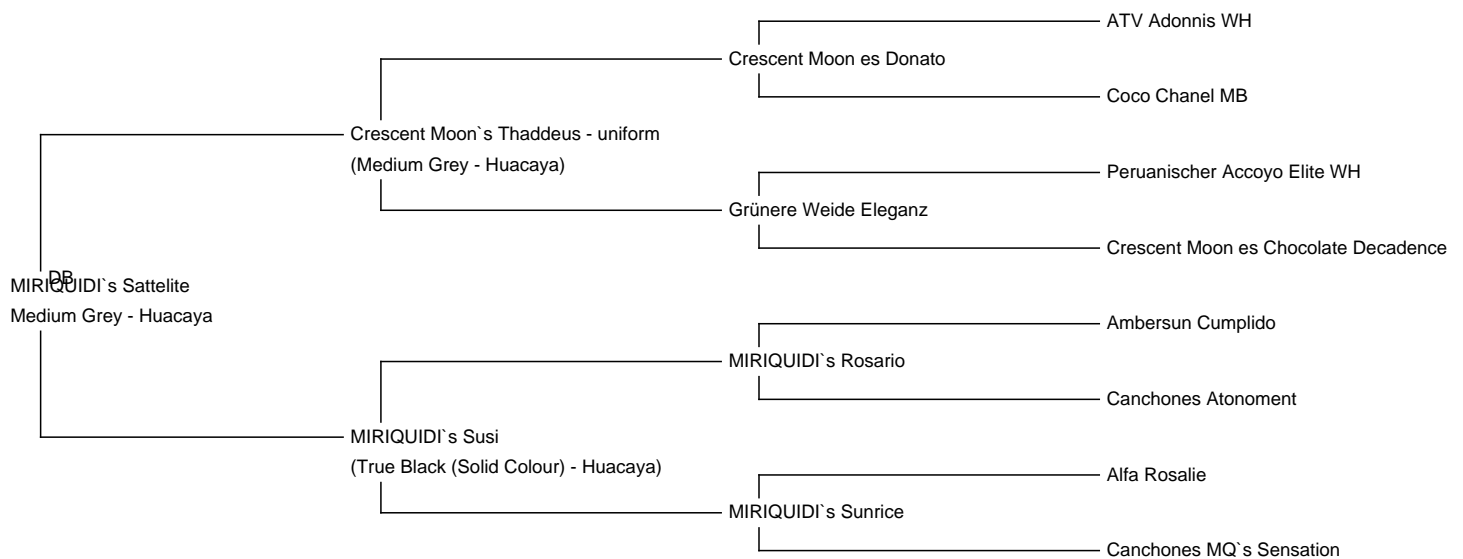 ATV Adonnis WH
Crescent Moon es Donato
Coco Chanel MB
Crescent Moon`s Thaddeus - uniform
(Medium Grey - Huacaya)
Peruanischer Accoyo Elite WH
Grünere Weide Eleganz
Crescent Moon es Chocolate Decadence
DB
MIRIQUIDI`s Sattelite
Medium Grey - Huacaya
Ambersun Cumplido
MIRIQUIDI`s Rosario
Canchones Atonoment
MIRIQUIDI`s Susi
(True Black (Solid Colour) - Huacaya)
Alfa Rosalie
MIRIQUIDI`s Sunrice
Canchones MQ`s Sensation